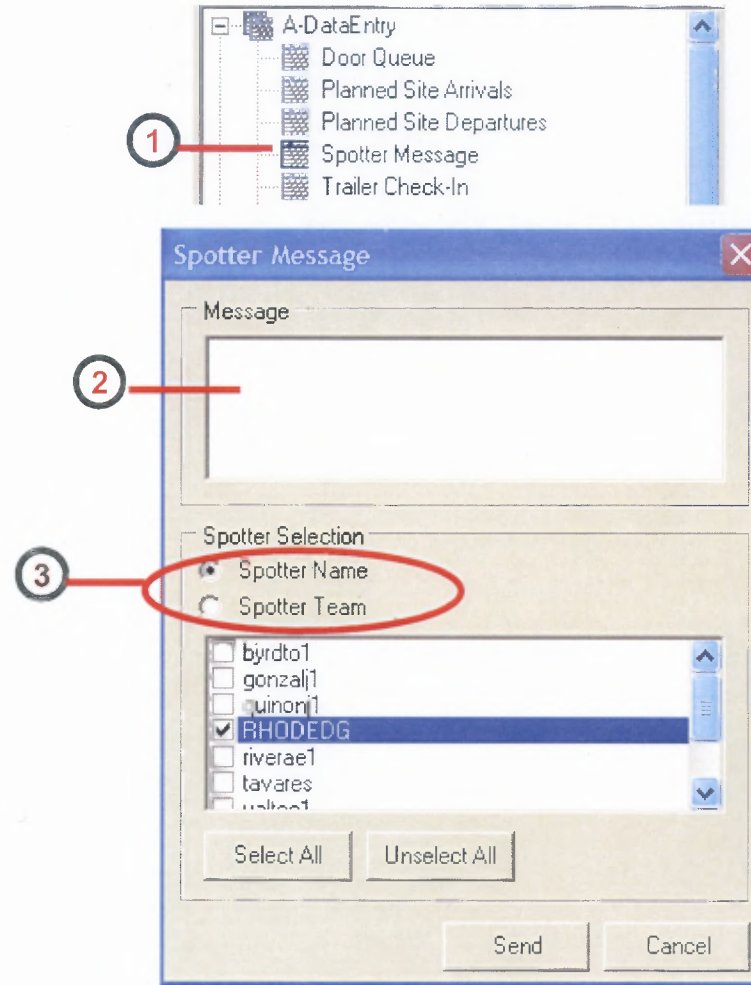 A-DataEntry
Door Queue
Planned Site Arrivals
Planned Site Departures
1
Spotter Message
Trailer Check-In
Spotter Message
Message
2
Spotter Selection
3
Spotter Name
Spotter Team
byrdto1
gonzalj1
quinonj1
RHODEDG
riverae1
tavares
Select All Unselect All
Send Cancel